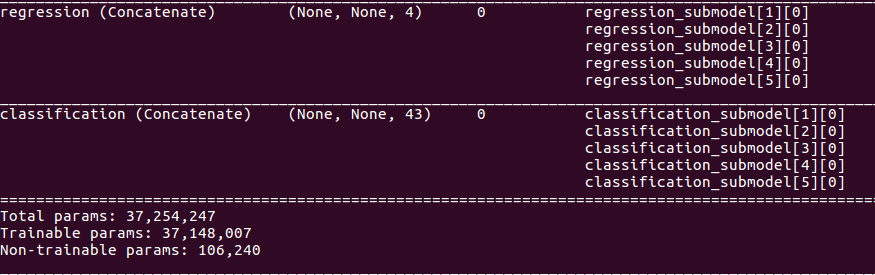 regression (Concatenate) (None, None, 4) 0 regression_submodel[1][0]
regression_submodel[2][0]
regression_submodel[3][0]
regression_submodel[4][0]
regression_submodel[5][0]
classification (Concatenate) (None, None, 43) 0 classification_submodel[1][0]
classification_submodel[2][0]
classification_submodel[3][0]
classification_submodel[4][0]
classification_submodel[5][0]
Total params: 37,254,247
Trainable params: 37,148,007
Non-trainable params: 106,240